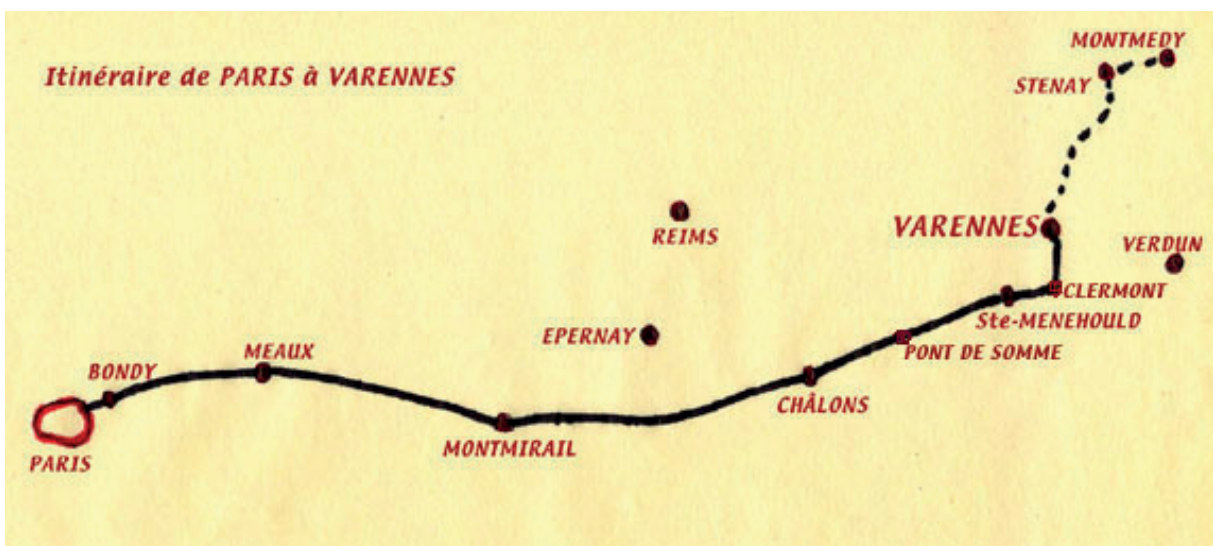 Itinéraire de PARIS à VARENNES
MONTMEDY
STENAY
REIMS
VARENNES
VERDUN
CLERMONT
Ste-MENEHOULD
EPERNAY
PONT DE SOMME
MEAUX
BONDY
CHÂLONS
MONTMIRAIL
PARIS